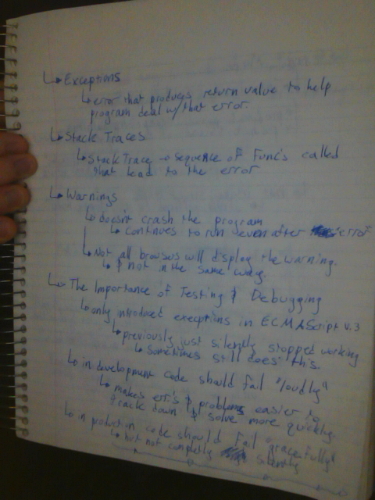 ↳ Exceptions
↳ error that produces return value to help
program deal w/ that error
↳ Stack Traces
↳ Stack Trace → sequence of func's called
that lead to the error
↳ Warnings
↳ doesn't crash the program
↳ continues to run even after error
↳ Not all browsers will display the warning
↳ & not in the same way.
↳ The Importance of Testing & Debugging
↳ only introduced exceptions in ECMAScript v.3
↳ previously just silently stopped working
↳ sometimes still does this.
↳ in development code should fail "loudly"
↳ makes err's & problems easier to
track down & solve more quickly.
↳ in production code should fail "gracefully"
↳ but not completly silently